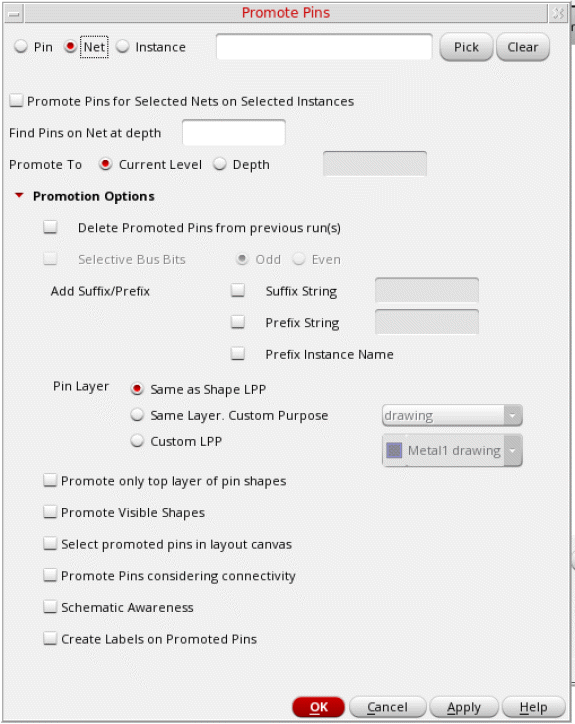 Promote Pins
Pin Net Instance Pick Clear
Promote Pins for Selected Nets on Selected Instances
Find Pins on Net at depth
Promote To Current Level Depth
Promotion Options
Delete Promoted Pins from previous run(s)
Selective Bus Bits Odd Even
Add Suffix/Prefix Suffix String
Prefix String
Prefix Instance Name
Pin Layer Same as Shape LPP
Same Layer. Custom Purpose drawing
Custom LPP Metal1 drawing
Promote only top layer of pin shapes
Promote Visible Shapes
Select promoted pins in layout canvas
Promote Pins considering connectivity
Schematic Awareness
Create Labels on Promoted Pins
OK Cancel Apply Help